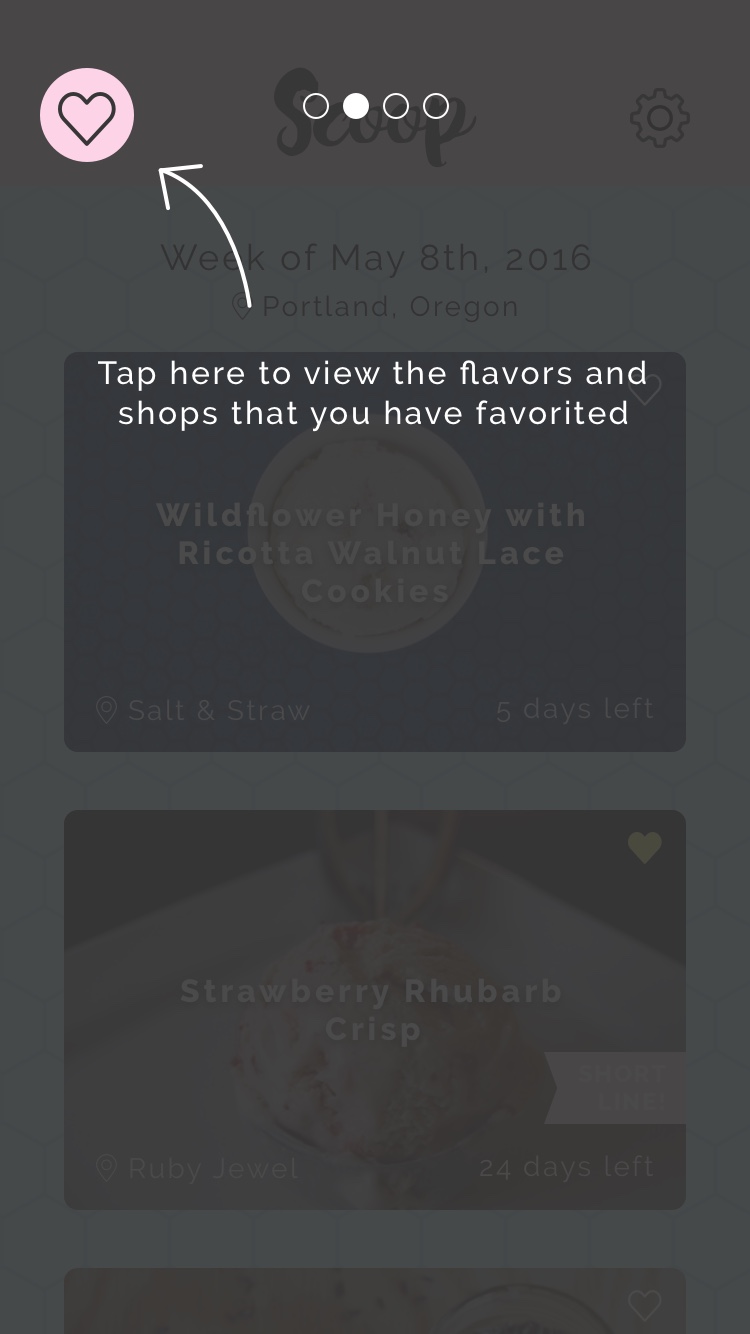 Scoop
Week of May 8th, 2016
Portland, Oregon
Tap here to view the flavors and
shops that you have favorited
Wildflower Honey with
Ricotta Walnut Lace
Cookies
Salt & Straw
5 days left
Strawberry Rhubarb
Crisp
SHORT
LINE!
Ruby Jewel
24 days left